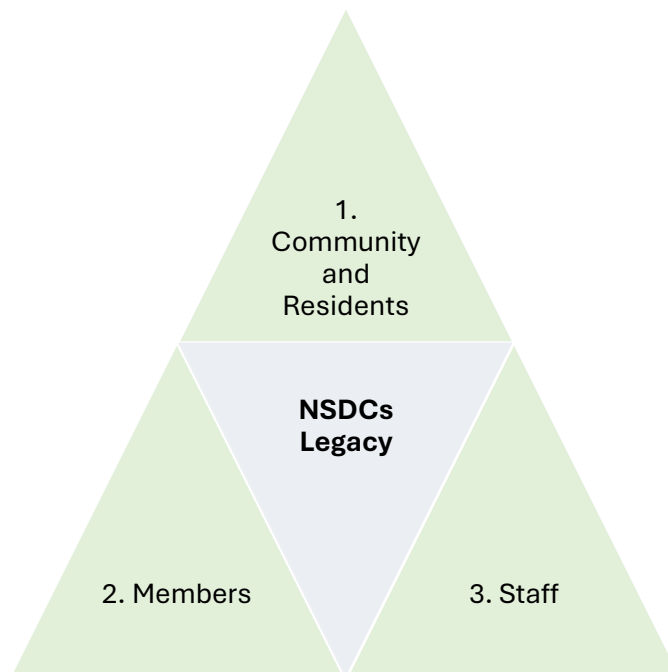 1.
Community
and
Residents
NSDCs
Legacy
2. Members
3. Staff